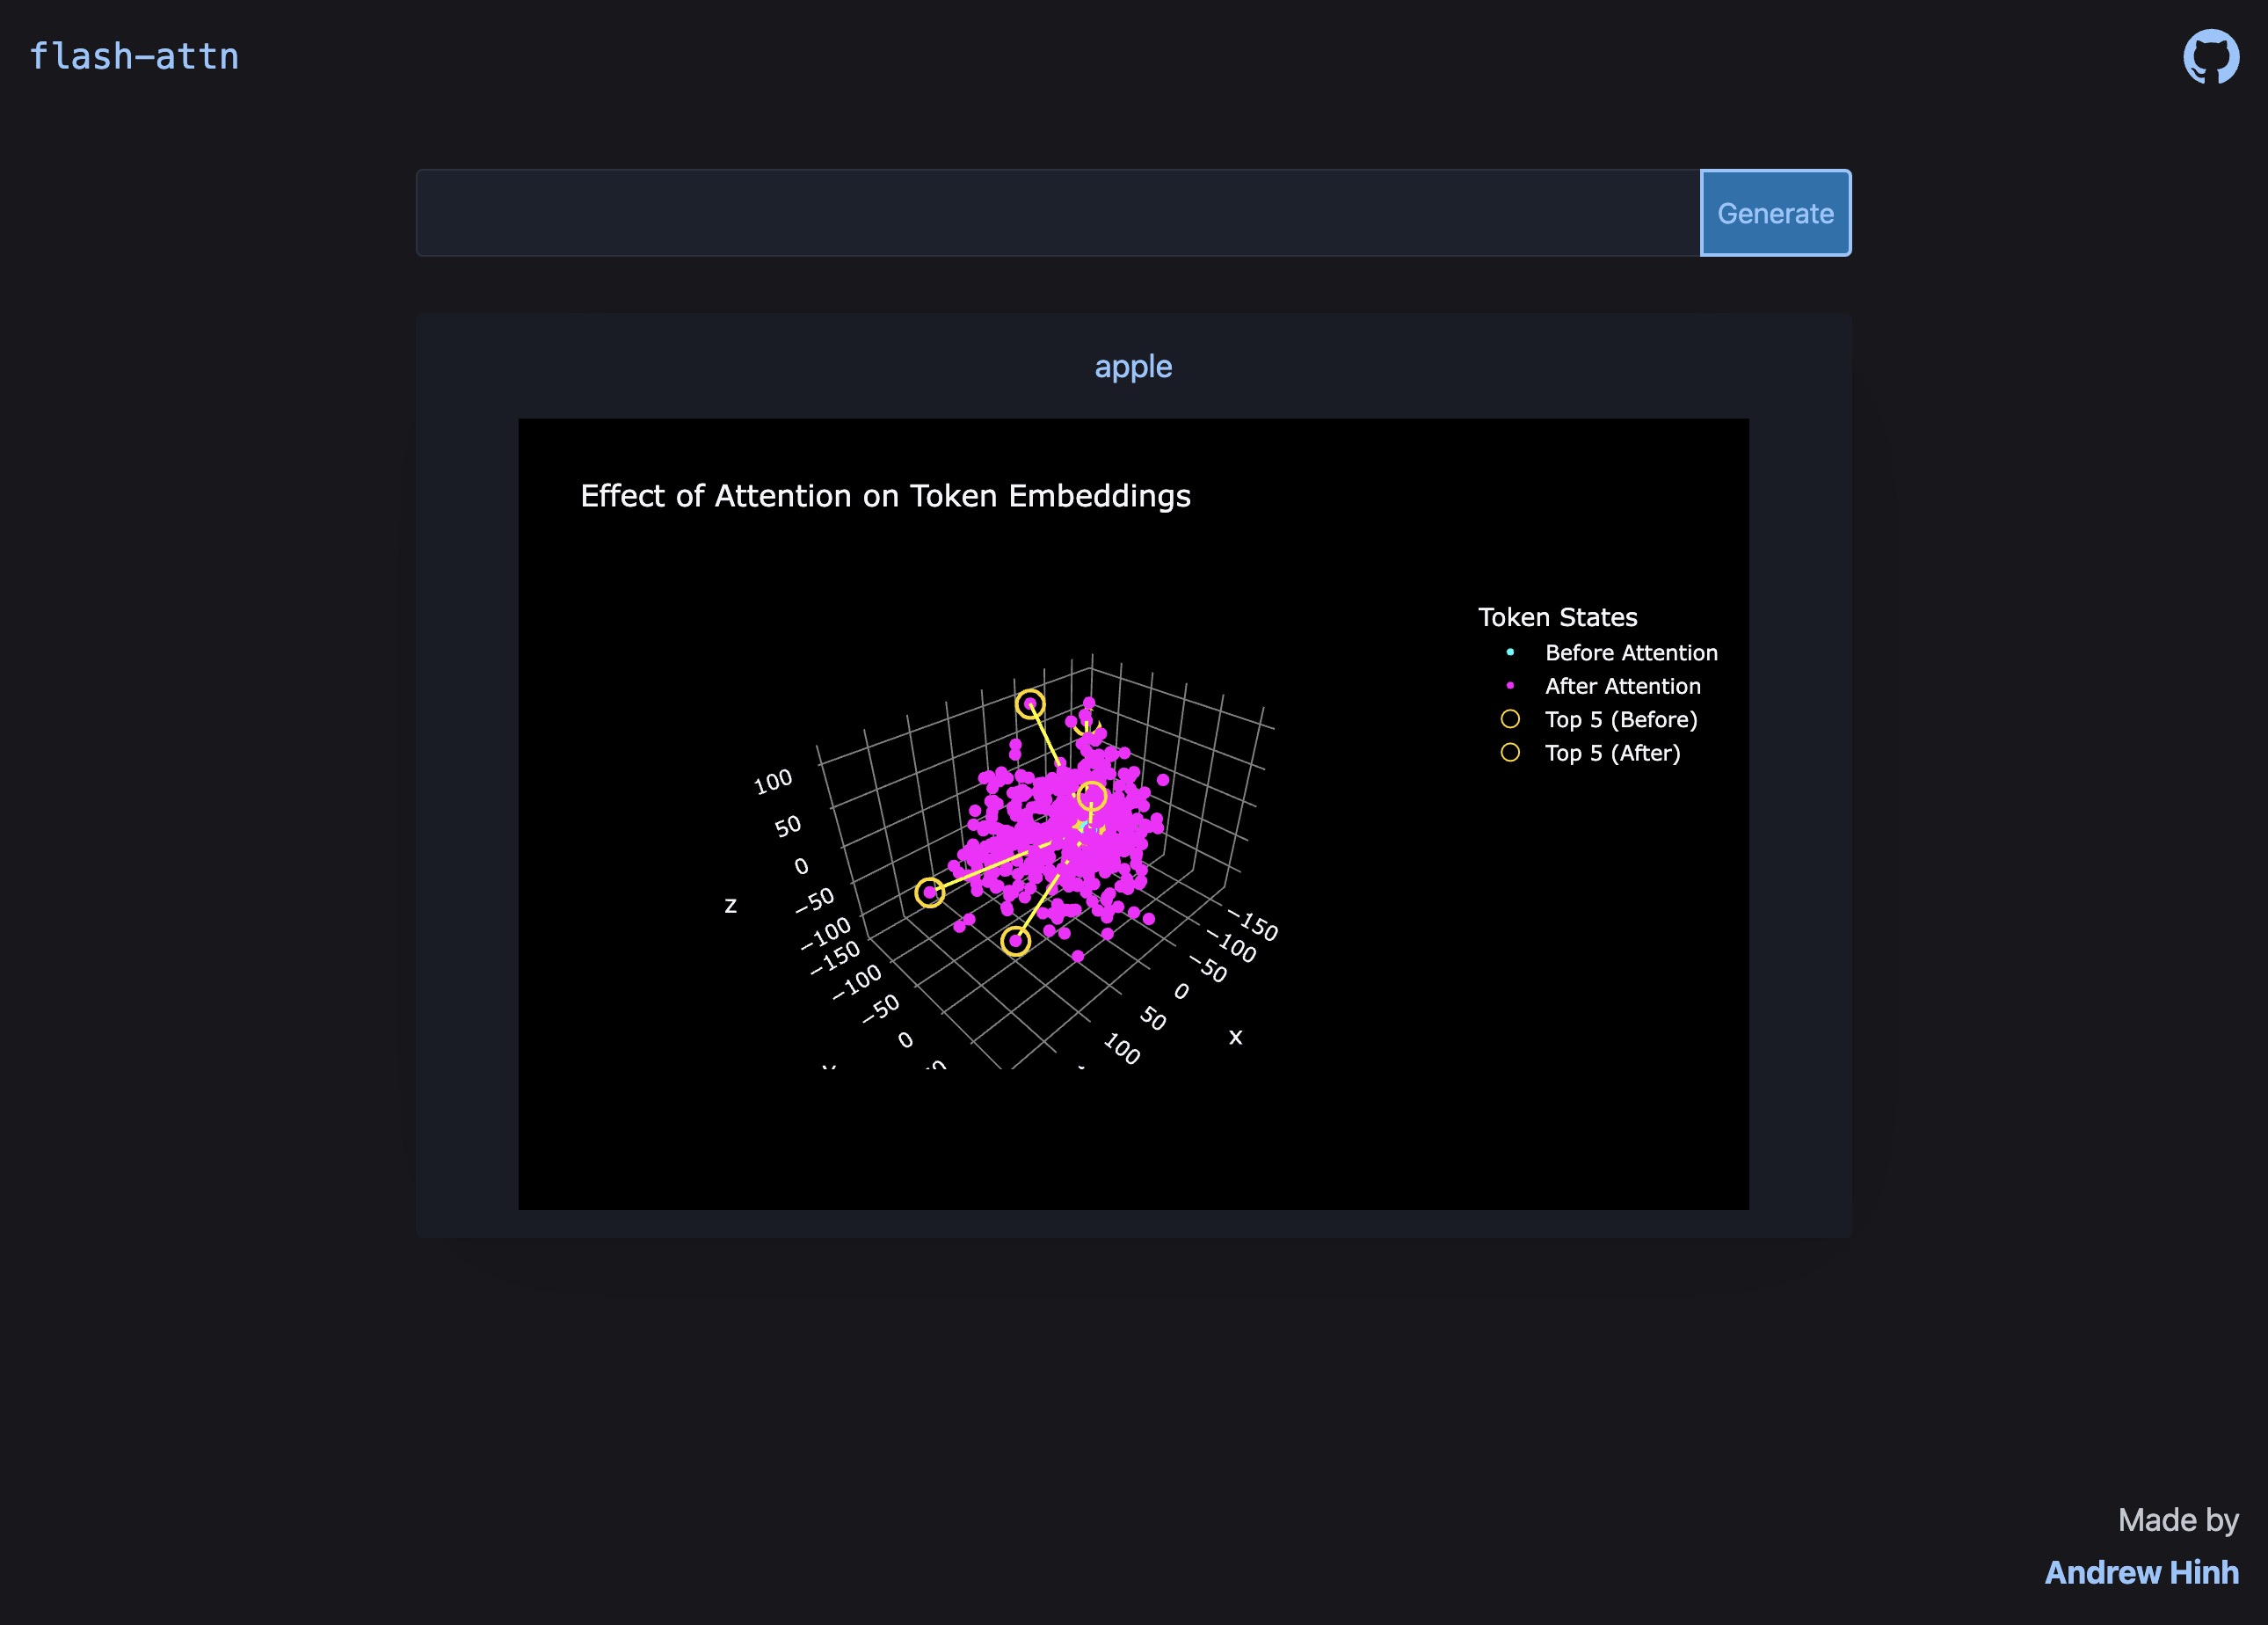 flash-attn
Generate
apple
Effect of Attention on Token Embeddings
Token States
Before Attention
After Attention
Top 5 (Before)
Top 5 (After)
100
50
0
−50
−100
z
−150
−100
−50
0
−150
−100
−50
0
50
100
x
Made by
Andrew Hinh